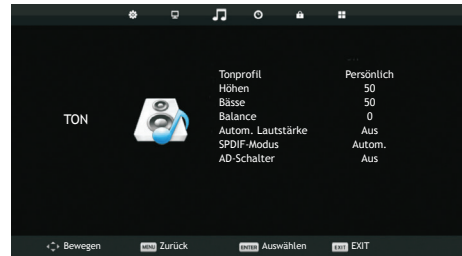 TON
Tonprofil Persönlich
Höhen 50
Bässe 50
Balance 0
Autom. Lautstärke Aus
SPDIF-Modus Autom.
AD-Schalter Aus
Bewegen MENU Zurück ENTER Auswählen EXIT EXIT